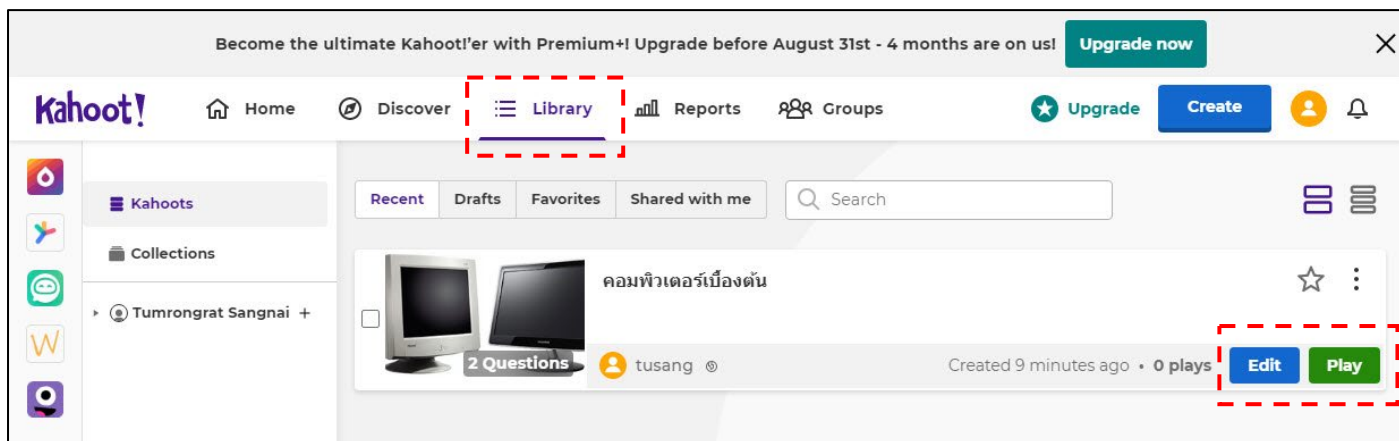 Become the ultimate Kahoot!'er with Premium+! Upgrade before August 31st - 4 months are on us! Upgrade now
Kahoot! Home Discover Library Reports Groups Upgrade Create
Recent Drafts Favorites Shared with me Search
Kahoots
Collections
Tumrongrat Sangnai +
คอมพิวเตอร์เบื้องต้น
2 Questions tusang Created 9 minutes ago • 0 plays Edit Play
W